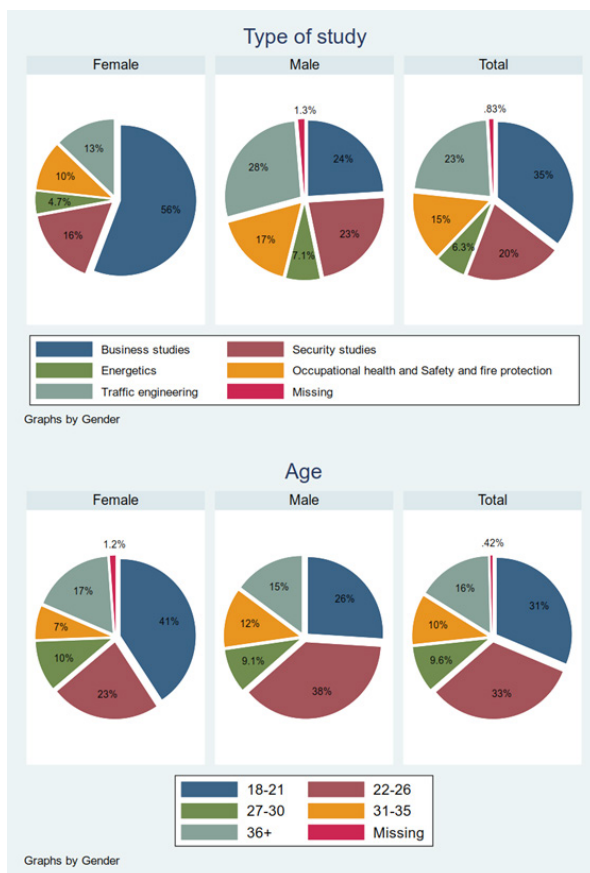 Type of study
Female Male Total
13% 10% 4.7% 16% 56%
1.3% 28% 24% 17% 7.1% 23%
.83% 23% 35% 15% 6.3% 20%
Business studies Security studies
Energetics Occupational health and Safety and fire protection
Traffic engineering Missing
Graphs by Gender
Age
Female Male Total
1.2% 17% 41% 7% 10% 23%
15% 26% 12% 9.1% 38%
.42% 16% 31% 10% 9.6% 33%
18-21 22-26
27-30 31-35
36+ Missing
Graphs by Gender